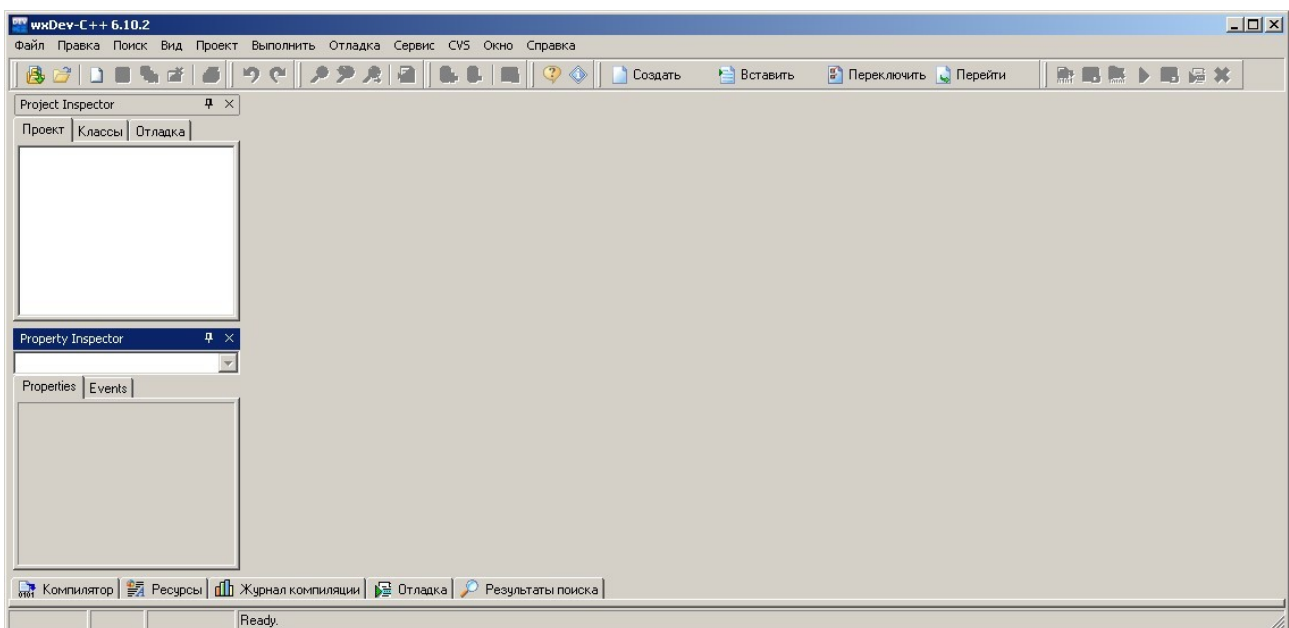 wxDev-C++ 6.10.2
Файл Правка Поиск Вид Проект Выполнить Отладка Сервис CVS Окно Справка
Создать Вставить Переключить Перейти
Project Inspector
Проект Классы Отладка
Property Inspector
Properties Events
Компилятор Ресурсы Журнал компиляции Отладка Результаты поиска
Ready.